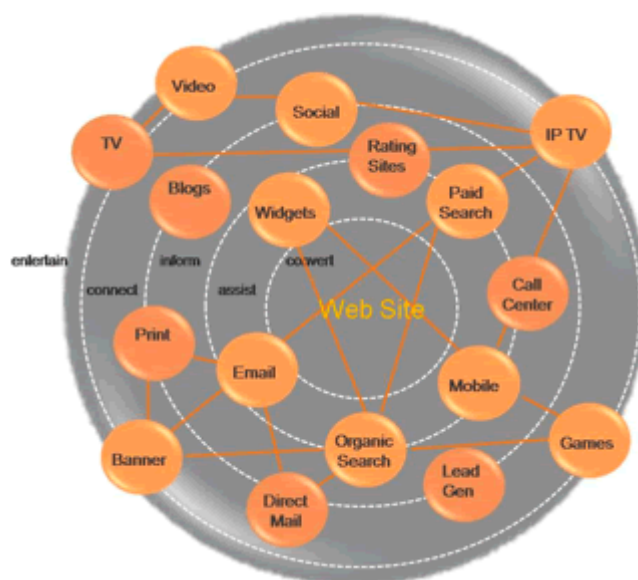 Video
Social
TV
IP TV
Rating
Sites
Blogs
Paid
Search
Widgets
entertain
inform
convert
connect
assist
Call
Center
Web Site
Print
Email
Mobile
Banner
Organic
Search
Games
Lead
Gen
Direct
Mail